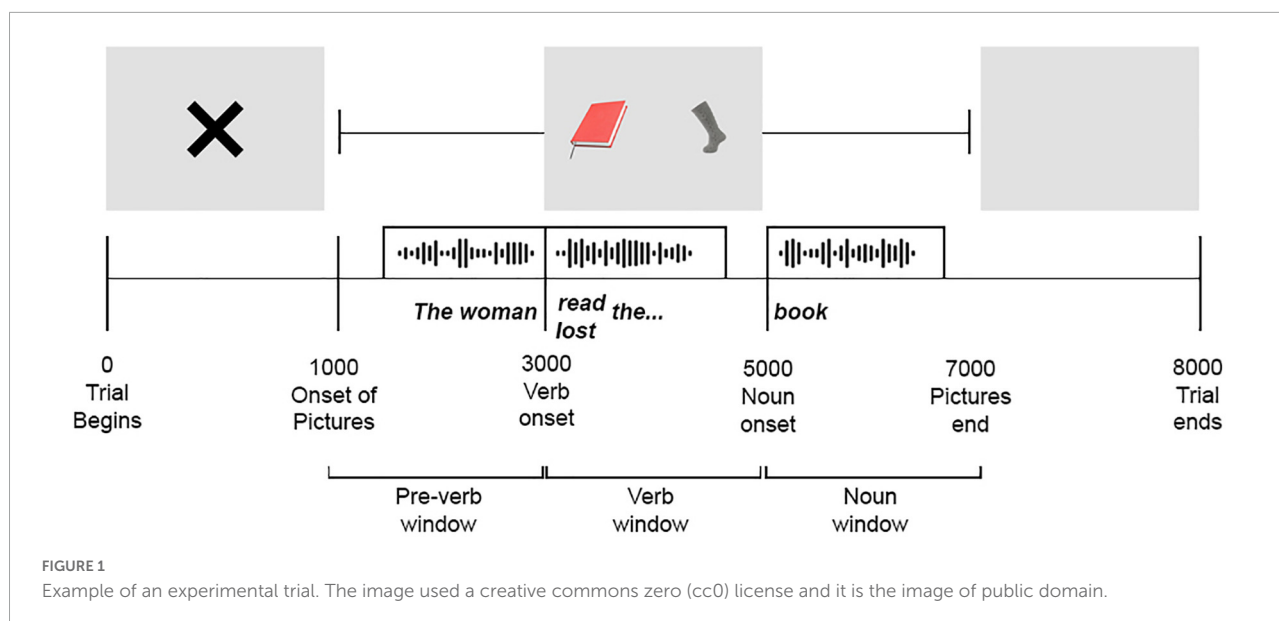 The woman
read the...
lost
book
0
Trial
Begins
1000
Onset of
Pictures
3000
Verb
onset
5000
Noun
onset
7000
Pictures
end
8000
Trial
ends
Pre-verb
window
Verb
window
Noun
window
FIGURE 1
Example of an experimental trial. The image used a creative commons zero (cc0) license and it is the image of public domain.